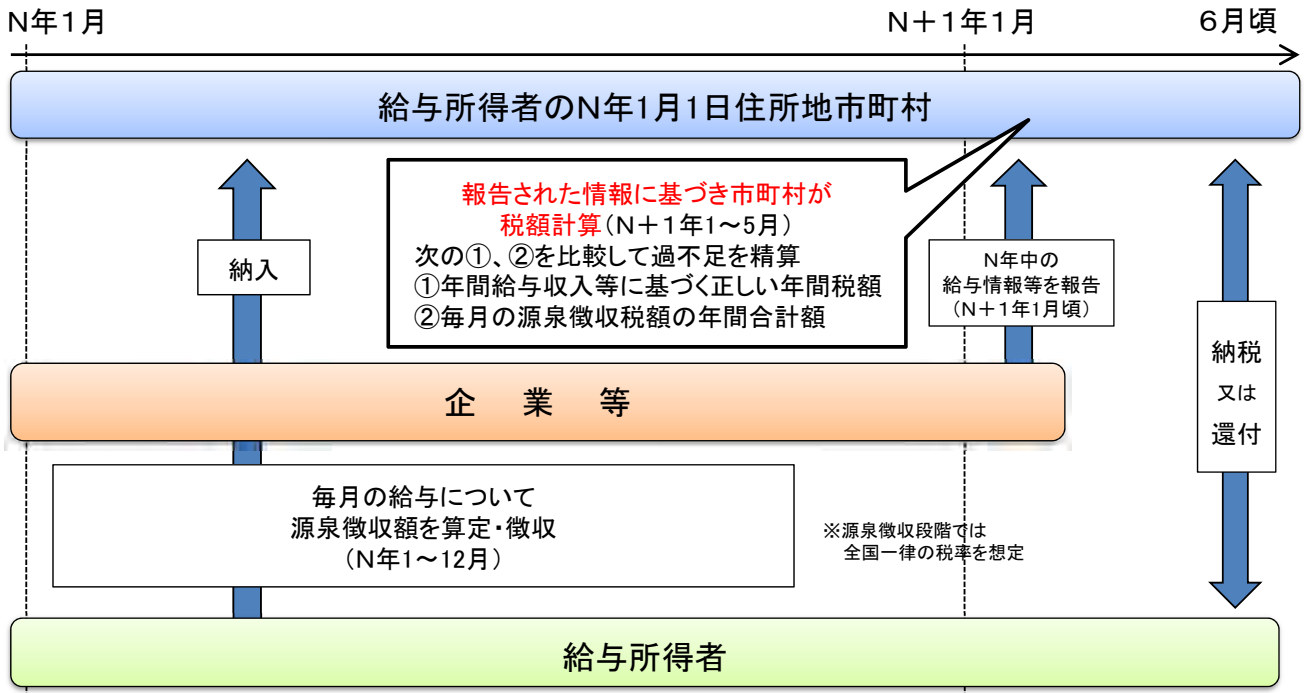 N年1月
N＋1年1月
6月頃
給与所得者のN年1月1日住所地市町村
報告された情報に基づき市町村が
税額計算（N＋1年1～5月）
次の①、②を比較して過不足を精算
①年間給与収入等に基づく正しい年間税額
②毎月の源泉徴収税額の年間合計額
納入
N年中の
給与情報等を報告
（N＋1年1月頃）
納税
又は
還付
企業等
毎月の給与について
源泉徴収額を算定・徴収
（N年1～12月）
※源泉徴収段階では
全国一律の税率を想定
給与所得者